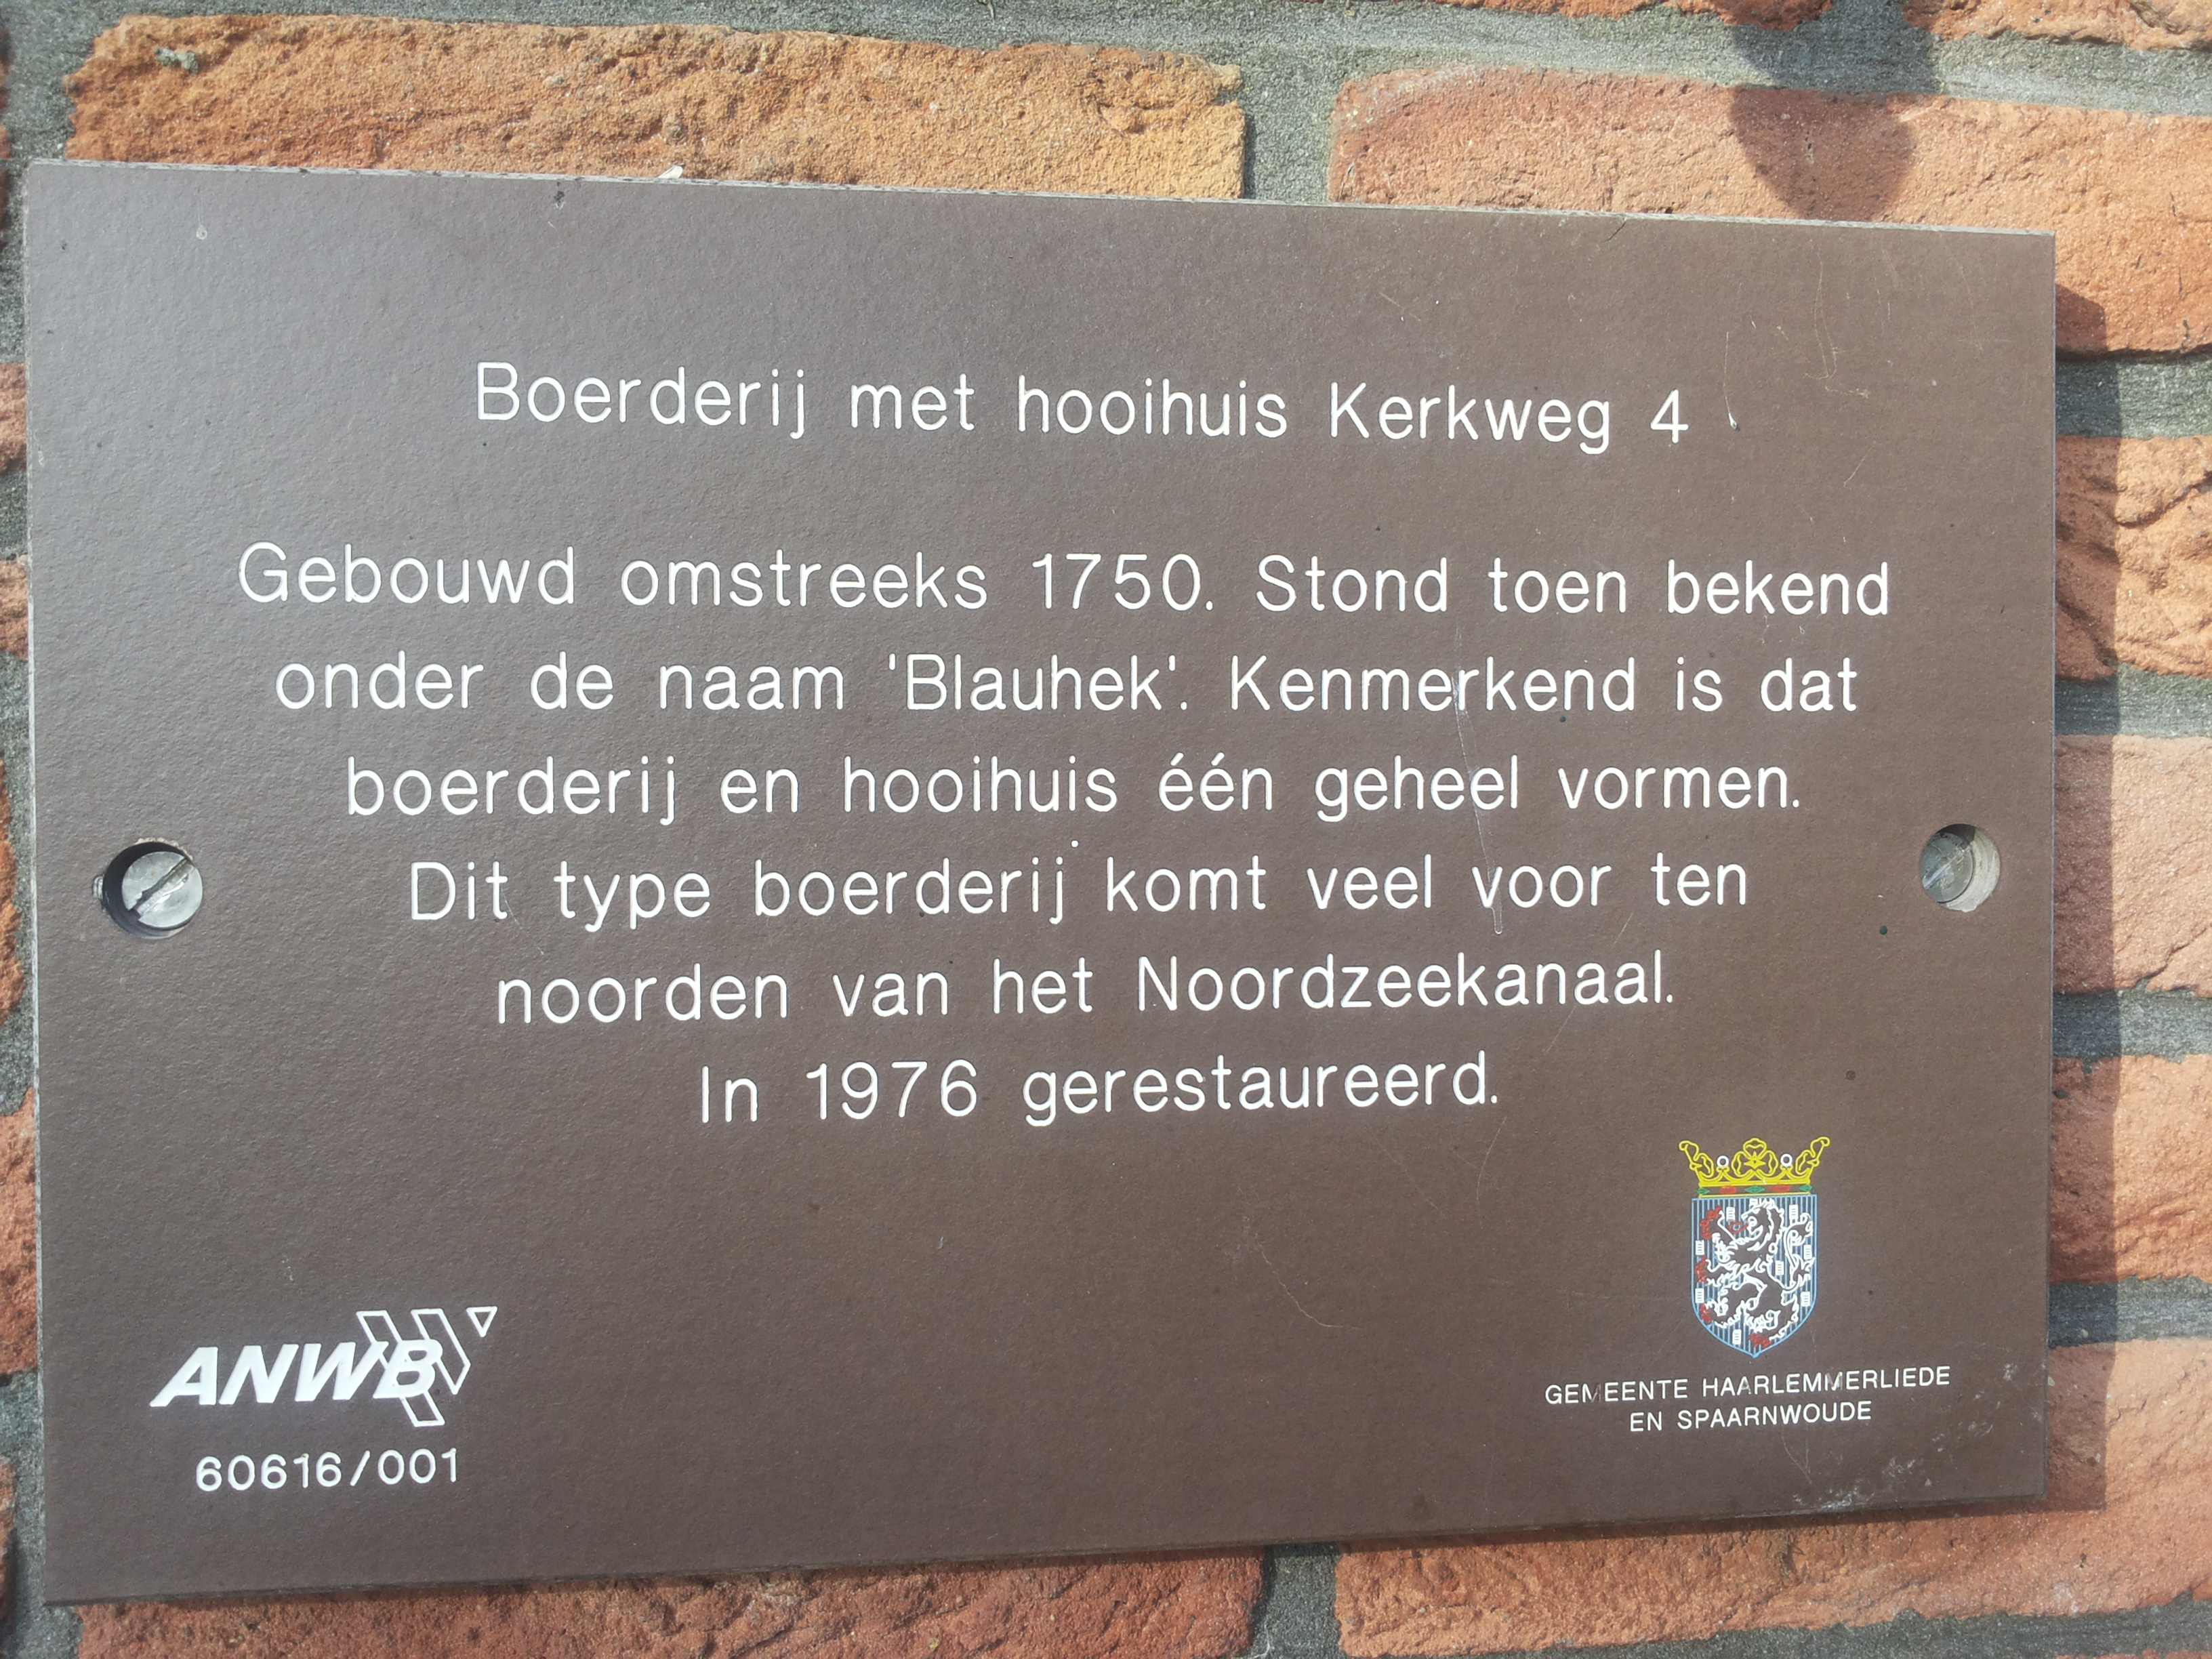 Boerderij met hooihuis Kerkweg 4
Gebouwd omstreeks 1750. Stond toen bekend
onder de naam 'Blauhek'. Kenmerkend is dat
boerderij en hooihuis één geheel vormen.
Dit type boerderij komt veel voor ten
noorden van het Noordzeekanaal.
In 1976 gerestaureerd.
ANWB
60616/001
GEMEENTE HAARLEMMERLIEDE
EN SPAARNWOUDE